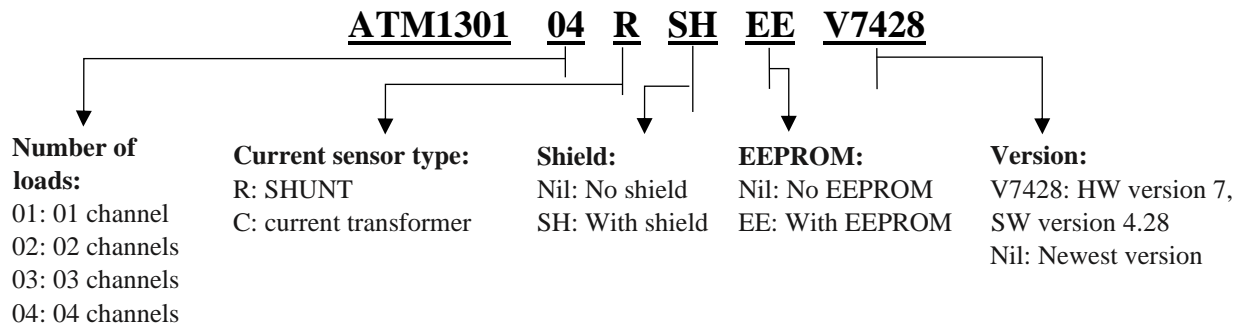 ATM1301 04 R SH EE V7428
Number of
loads:
01: 01 channel
02: 02 channels
03: 03 channels
04: 04 channels
Current sensor type:
R: SHUNT
C: current transformer
Shield:
Nil: No shield
SH: With shield
EEPROM:
Nil: No EEPROM
EE: With EEPROM
Version:
V7428: HW version 7,
SW version 4.28
Nil: Newest version